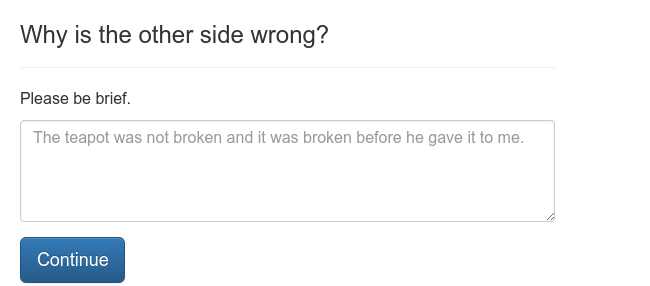 Why is the other side wrong?
Please be brief.
The teapot was not broken and it was broken before he gave it to me.
Continue